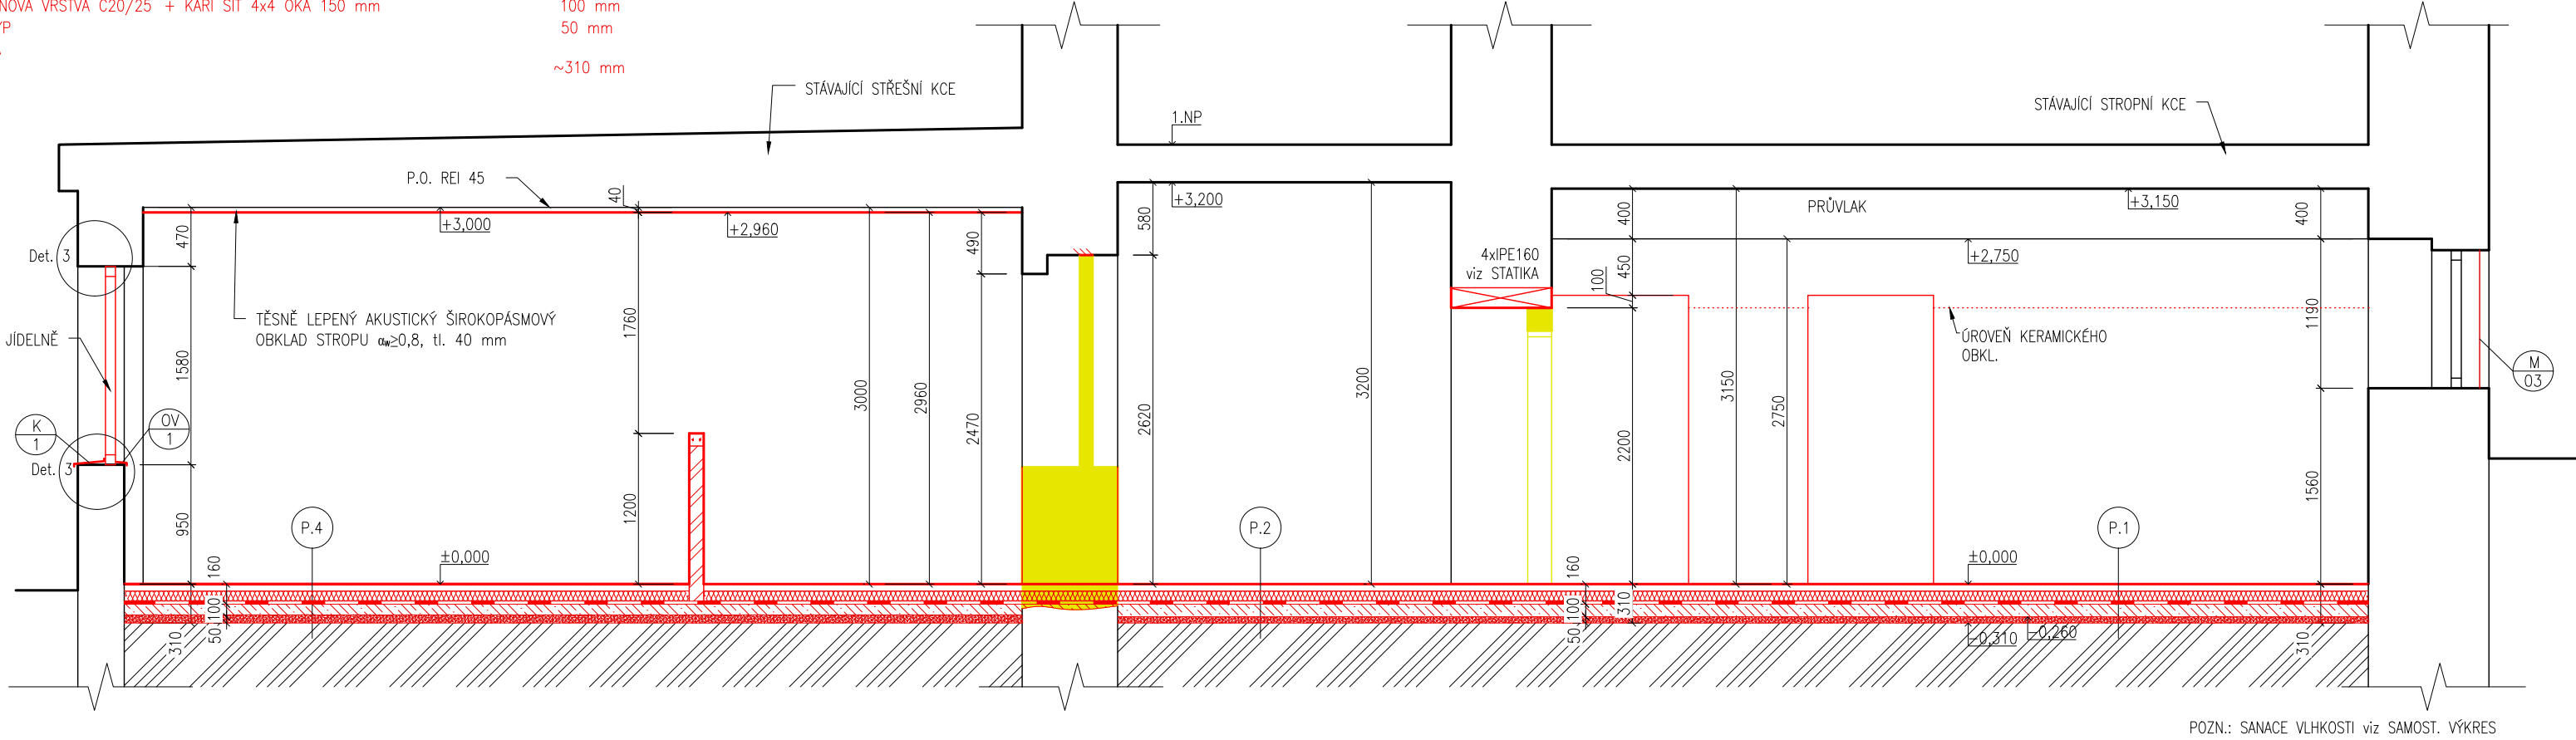 NOVÁ VRSTVA C20/25 + KARI SÍŤ 4x4 OKA 150 mm 100 mm
YP 50 mm
~310 mm
STÁVAJÍCÍ STŘEŠNÍ KCE
STÁVAJÍCÍ STROPNÍ KCE
1.NP
P.O. REI 45
40
+3,000
+2,960
+3,200
+3,150
PRŮVLAK
470
490
580
400
400
Det. 3
4xIPE160
viz STATIKA
100
450
+2,750
TĚSNĚ LEPENÝ AKUSTICKÝ ŠIROKOPÁSMOVÝ
OBKLAD STROPU αw≥0,8, tl. 40 mm
JÍDELNĚ
1580
1760
3000
2960
2470
2620
3200
2200
3150
2750
1190
ÚROVEŇ KERAMICKÉHO
OBKL.
M
03
K
1
OV
1
Det. 3
950
1200
1560
P.4
P.2
P.1
±0,000
±0,000
160
100
50
310
160
100
50
310
-0,310
-0,260
310
POZN.: SANACE VLHKOSTI viz SAMOST. VÝKRES